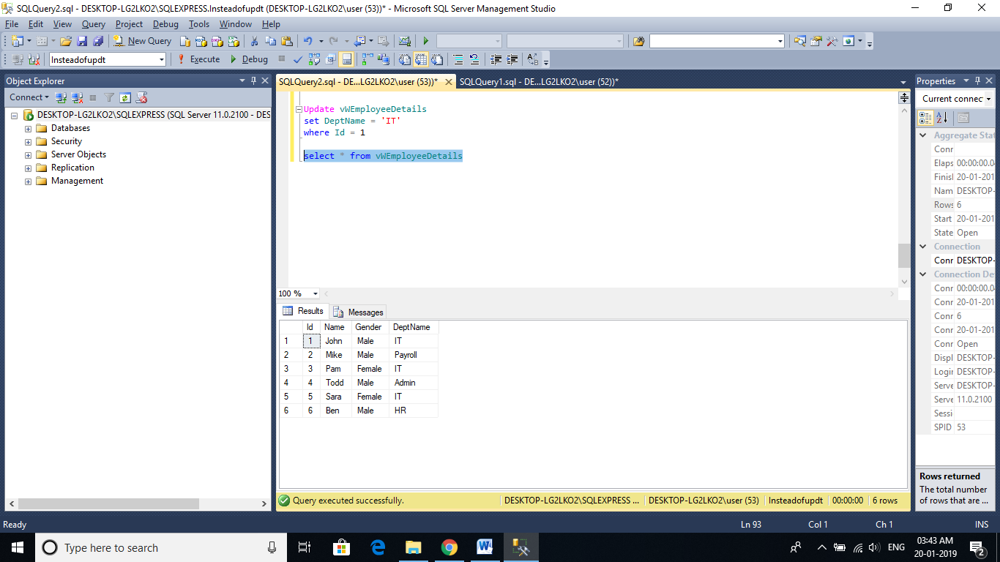 SQLQuery2.sql - DESKTOP-LG2LKO2\SQLEXPRESS.Insteadofupdt (DESKTOP-LG2LKO2\user (53))* - Microsoft SQL Server Management Studio
File Edit View Query Project Debug Tools Window Help
New Query
Insteadofupdt Execute Debug
Object Explorer
Connect
DESKTOP-LG2LKO2\SQLEXPRESS (SQL Server 11.0.2100 - DES
Databases
Security
Server Objects
Replication
Management
SQLQuery2.sql - DE...LG2LKO2\user (53))* SQLQuery1.sql - DE...LG2LKO2\user (52))*
Update vWEmployeeDetails
set DeptName = 'IT'
where Id = 1
select * from vWEmployeeDetails
100 %
Results Messages
Id Name Gender DeptName
1 1 John Male IT
2 2 Mike Male Payroll
3 3 Pam Female IT
4 4 Todd Male Admin
5 5 Sara Female IT
6 6 Ben Male HR
Query executed successfully. DESKTOP-LG2LKO2\SQLEXPRESS ... DESKTOP-LG2LKO2\user (53) Insteadofupdt 00:00:00 6 rows
Properties
Current connec
Aggregate Stat
Conr
Elaps 00:00:00.0
Finisl 20-01-201
Nam DESKTOP-
Rows 6
Start 20-01-201
State Open
Connection
Conr DESKTOP-
Connection De
Conr 00:00:00.0
Conr 20-01-201
Conr 6
Conr 20-01-201
Conr Open
Displ DESKTOP-
Logir DESKTOP-
Serve DESKTOP-
Serve 11.0.2100
Sessi
SPID 53
Rows returned
The total number
of rows that are ...
Ready Ln 93 Col 1 Ch 1 INS
Type here to search
ENG
03:43 AM
20-01-2019
2